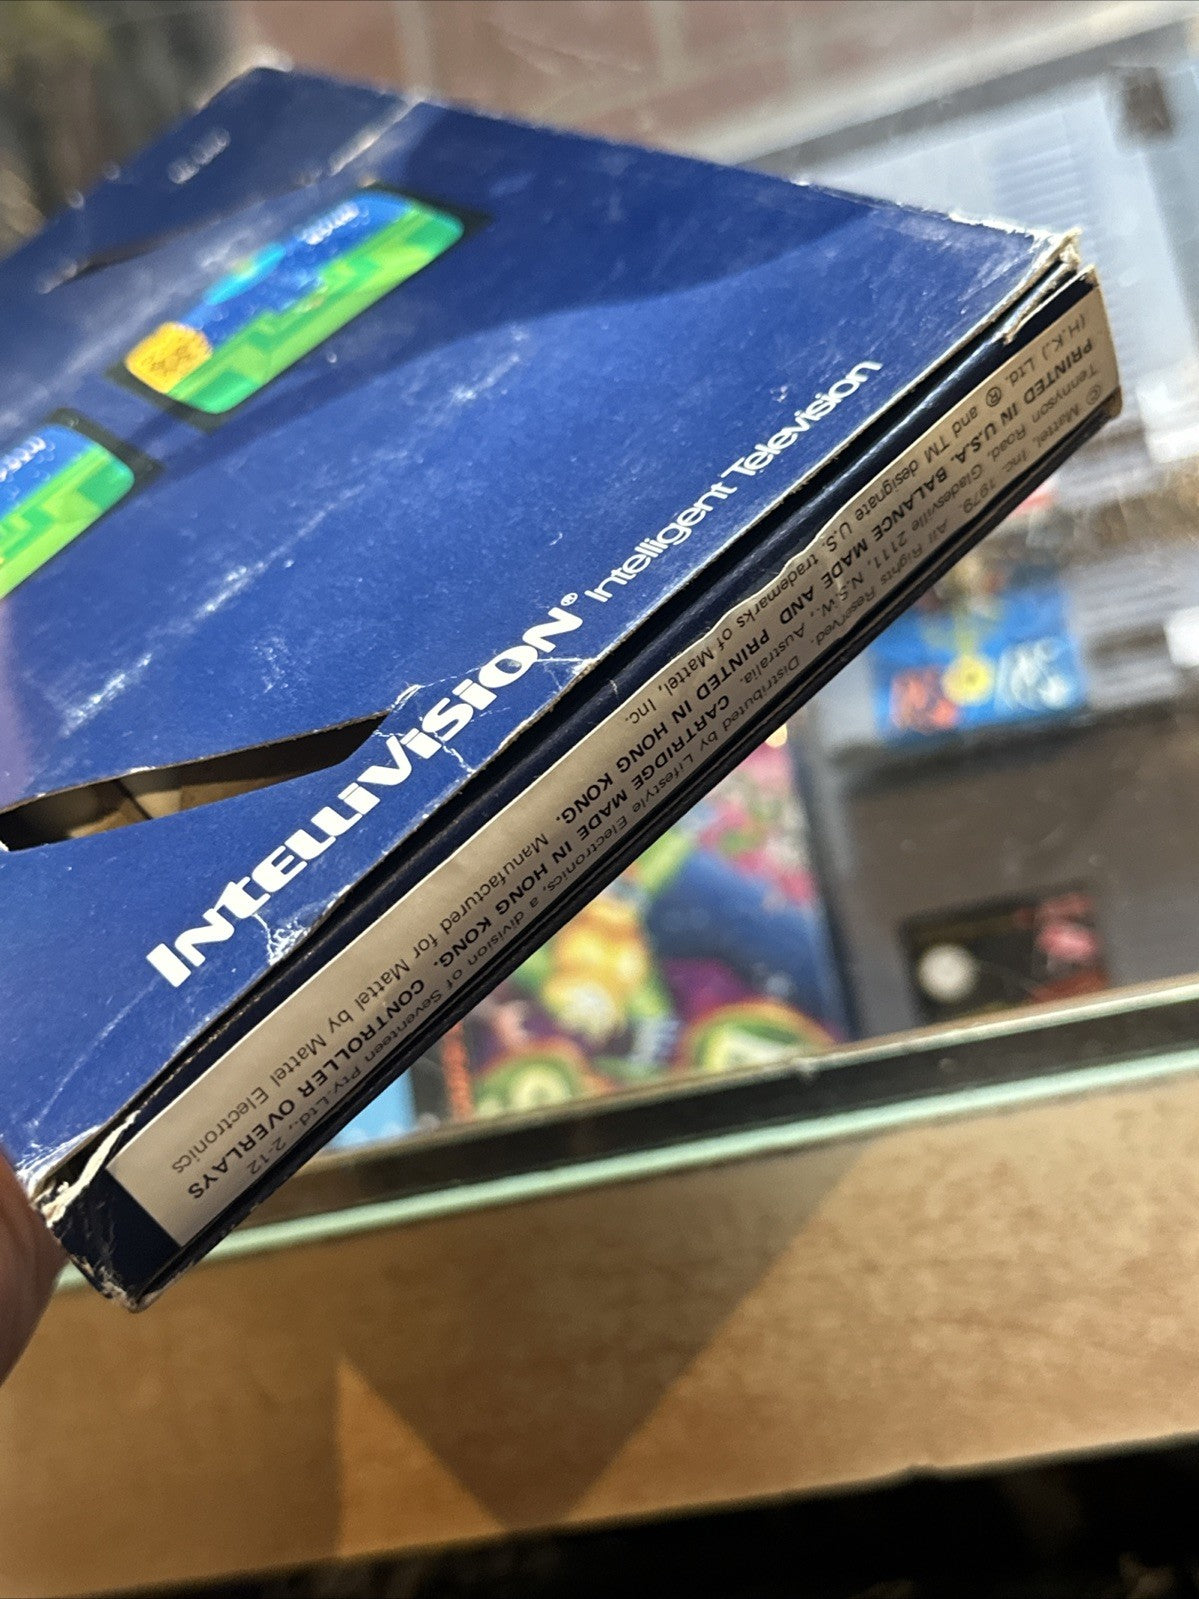 INTELLIVISION® Intelligent Television
© Mattel, Inc. 1979. All Rights Reserved. Distributed by Lifestyle Electronics, a division of Seventeen Pty. Ltd., 2-12
Tennyson Road, Gladesville 2111, N.S.W., Australia. CARTRIDGE MADE IN HONG KONG. CONTROLLER OVERLAYS
PRINTED IN U.S.A. BALANCE MADE AND PRINTED IN HONG KONG. Manufactured for Mattel by Mattel Electronics
(H.K.) Ltd. ® and TM designate U.S. trademarks of Mattel, Inc.